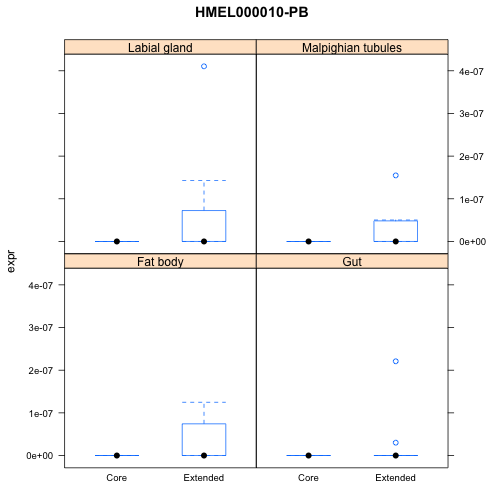 HMEL000010-PB
Labial gland
Malpighian tubules
4e-07
3e-07
2e-07
1e-07
0e+00
expr
Fat body
Gut
4e-07
3e-07
2e-07
1e-07
0e+00
Core
Extended
Core
Extended